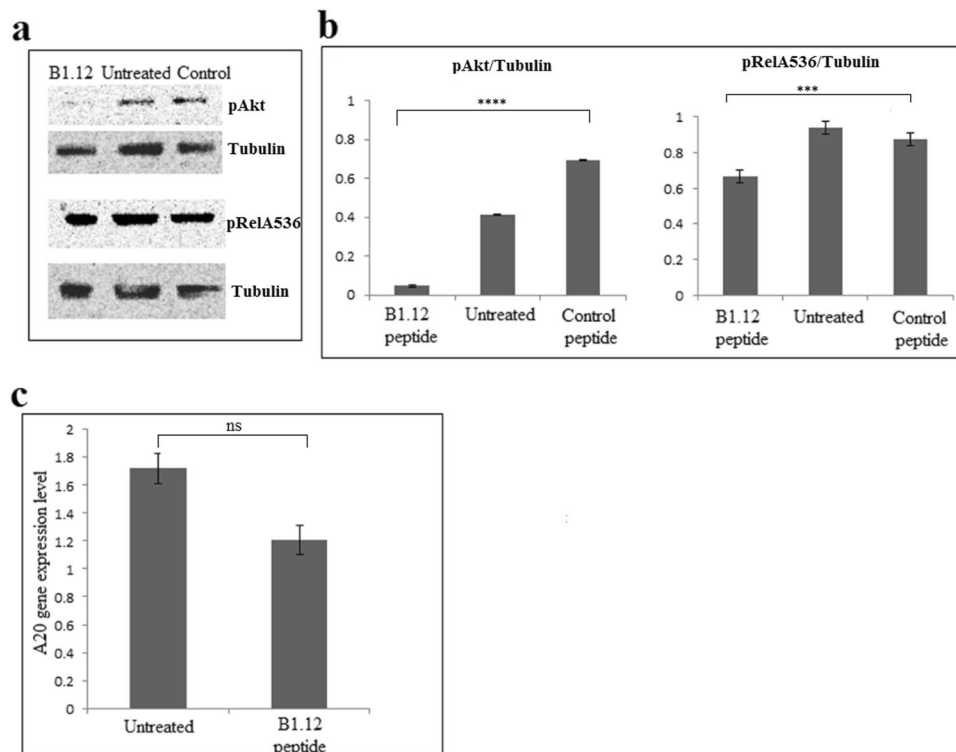 a
B1.12 Untreated Control
pAkt
Tubulin
pRelA536
Tubulin
b
pAkt/Tubulin
****
1
0.8
0.6
0.4
0.2
0
B1.12
peptide
Untreated
Control
peptide
pRelA536/Tubulin
***
1
0.8
0.6
0.4
0.2
0
B1.12
peptide
Untreated
Control
peptide
c
ns
A20 gene expression level
2
1.8
1.6
1.4
1.2
1
0.8
0.6
0.4
0.2
0
Untreated
B1.12
peptide